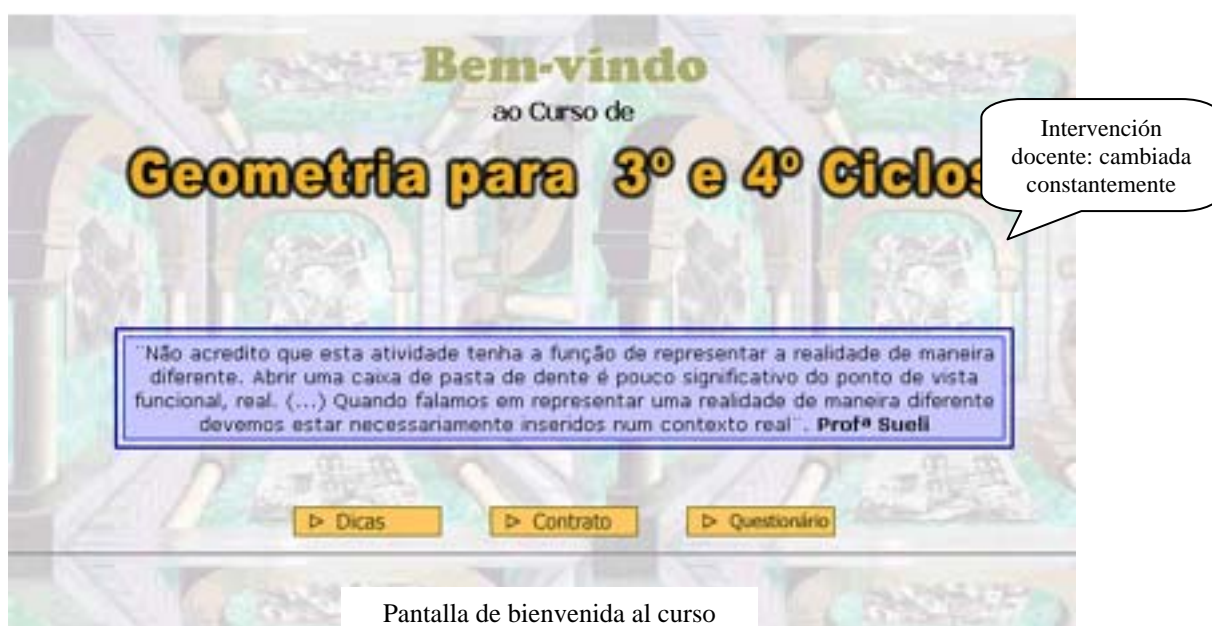 Bem-vindo
ao Curso de
Geometria para 3º e 4º Ciclos
Intervención
docente: cambiada
constantemente
¨Não acredito que esta atividade tenha a função de representar a realidade de maneira
diferente. Abrir uma caixa de pasta de dente é pouco significativo do ponto de vista
funcional, real. (...) Quando falamos em representar uma realidade de maneira diferente
devemos estar necessariamente inseridos num contexto real¨. Profª Sueli
Dicas
Contrato
Questionário
Pantalla de bienvenida al curso